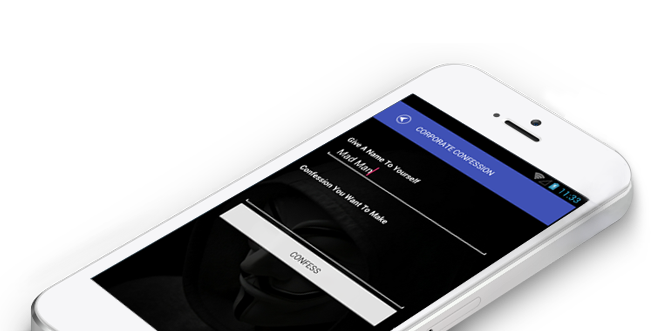 11:33
CORPORATE CONFESSION
Give A Name To Yourself
Mad Man
Confession You Want To Make
CONFESS